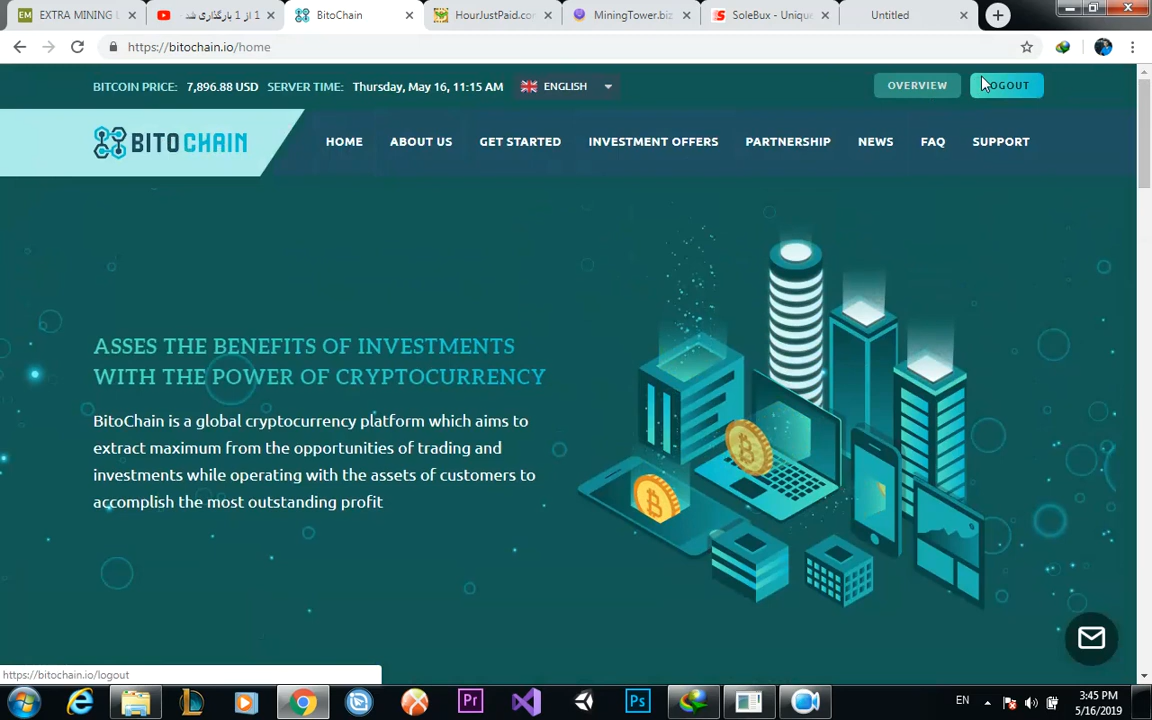 EXTRA MINING L
1 از 1 بارگذاری شد
BitoChain
HourJustPaid.com
MiningTower.biz
SoleBux - Unique
Untitled
https://bitochain.io/home
BITCOIN PRICE: 7,896.88 USD SERVER TIME: Thursday, May 16, 11:15 AM ENGLISH
OVERVIEW
LOGOUT
BITOCHAIN
HOME ABOUT US GET STARTED INVESTMENT OFFERS PARTNERSHIP NEWS FAQ SUPPORT
ASSES THE BENEFITS OF INVESTMENTS
WITH THE POWER OF CRYPTOCURRENCY
BitoChain is a global cryptocurrency platform which aims to
extract maximum from the opportunities of trading and
investments while operating with the assets of customers to
accomplish the most outstanding profit
https://bitochain.io/logout
Pr
Ps
EN
3:45 PM
5/16/2019